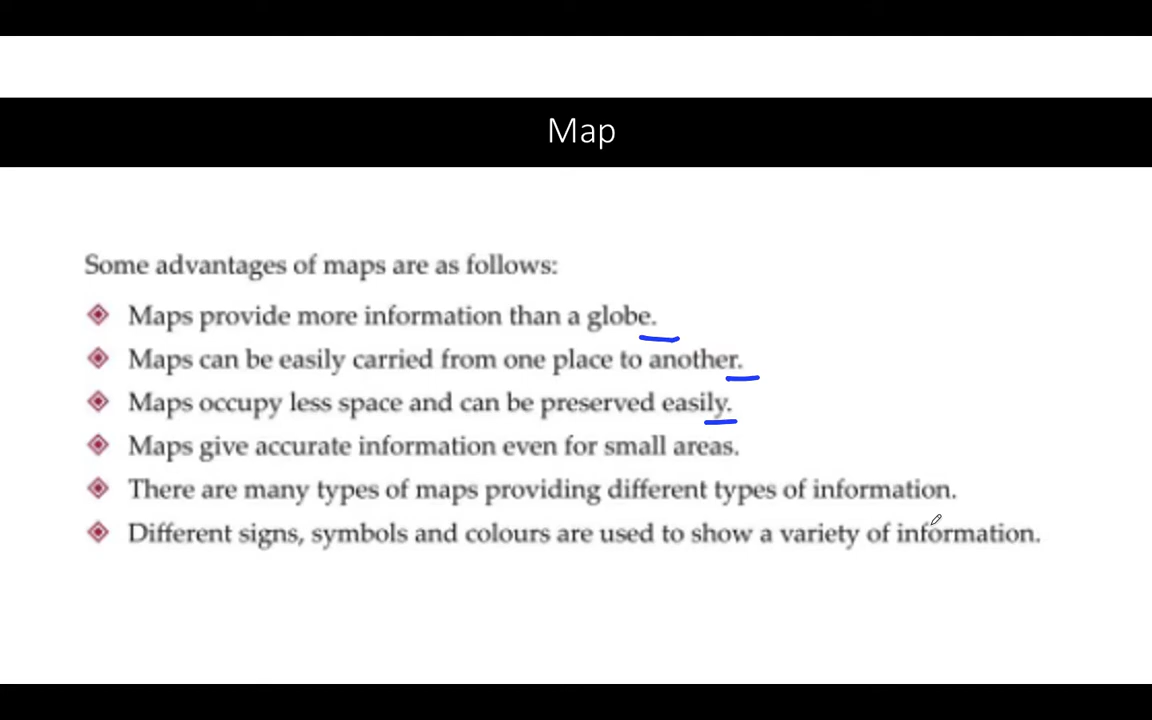 Map
Some advantages of maps are as follows:
Maps provide more information than a globe.
Maps can be easily carried from one place to another.
Maps occupy less space and can be preserved easily.
Maps give accurate information even for small areas.
There are many types of maps providing different types of information.
Different signs, symbols and colours are used to show a variety of information.